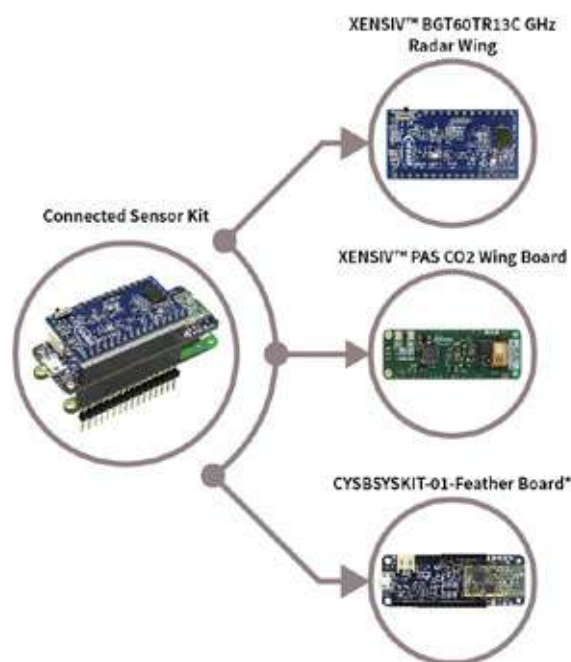 XENSIV™ BGT60TR13C GHz
Radar Wing
Connected Sensor Kit
XENSIV™ PAS CO2 Wing Board
CYSBSYSKIT-01-Feather Board*